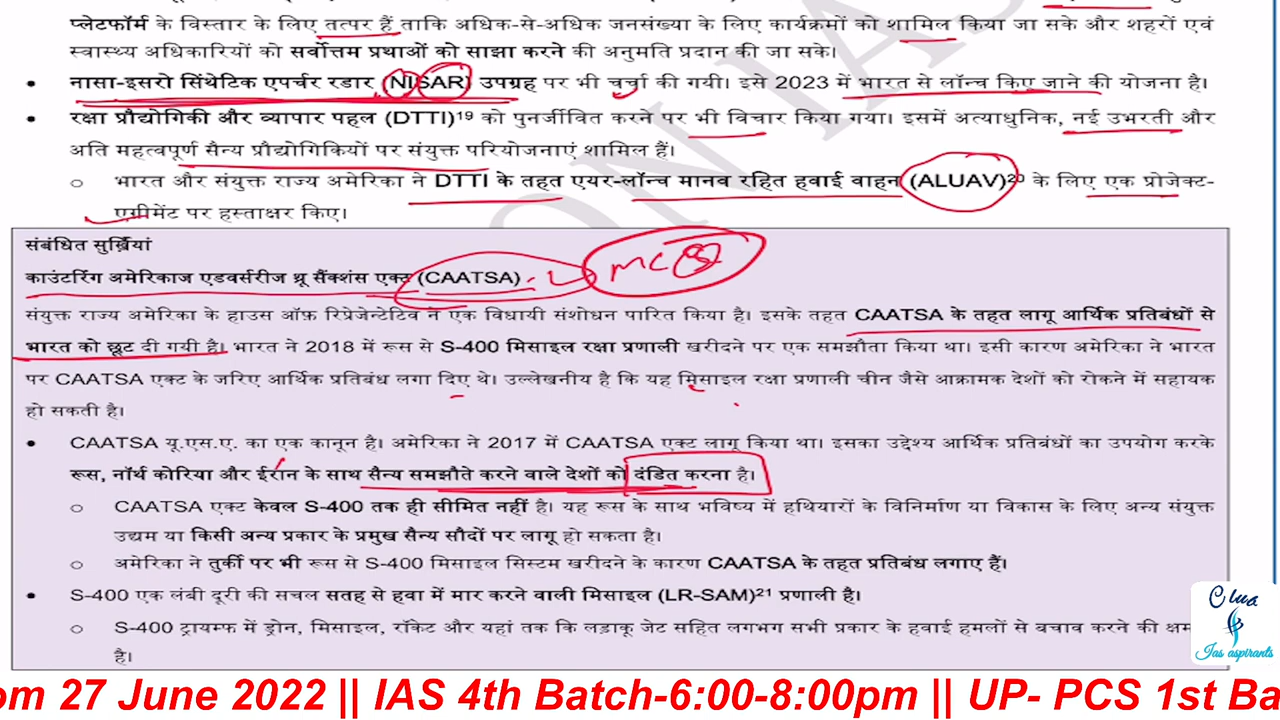 प्लेटफॉर्म के विस्तार के लिए तत्पर हैं ताकि अधिक-से-अधिक जनसंख्या के लिए कार्यक्रमों को शामिल किया जा सके और शहरों एवं
स्वास्थ्य अधिकारियों को सर्वोत्तम प्रथाओं को साझा करने की अनुमति प्रदान की जा सके।
• नासा-इसरो सिंथेटिक एपर्चर रडार (NISAR) उपग्रह पर भी चर्चा की गयी। इसे 2023 में भारत से लॉन्च किए जाने की योजना है।
• रक्षा प्रौद्योगिकी और व्यापार पहल (DTTI)¹⁹ को पुनर्जीवित करने पर भी विचार किया गया। इसमें अत्याधुनिक, नई उभरती और
अति महत्वपूर्ण सैन्य प्रौद्योगिकियों पर संयुक्त परियोजनाएं शामिल हैं।
○ भारत और संयुक्त राज्य अमेरिका ने DTTI के तहत एयर-लॉन्च मानव रहित हवाई वाहन (ALUAV)²⁰ के लिए एक प्रोजेक्ट-
एग्रीमेंट पर हस्ताक्षर किए।
संबंधित सुर्ख़ियां
काउंटरिंग अमेरिकाज एडवर्सरीज थ्रू सैंक्शंस एक्ट (CAATSA)
संयुक्त राज्य अमेरिका के हाउस ऑफ़ रिप्रेजेन्टेटिव ने एक विधायी संशोधन पारित किया है। इसके तहत CAATSA के तहत लागू आर्थिक प्रतिबंधों से
भारत को छूट दी गयी है। भारत ने 2018 में रूस से S-400 मिसाइल रक्षा प्रणाली खरीदने पर एक समझौता किया था। इसी कारण अमेरिका ने भारत
पर CAATSA एक्ट के जरिए आर्थिक प्रतिबंध लगा दिए थे। उल्लेखनीय है कि यह मिसाइल रक्षा प्रणाली चीन जैसे आक्रामक देशों को रोकने में सहायक
हो सकती है।
• CAATSA यू.एस.ए. का एक कानून है। अमेरिका ने 2017 में CAATSA एक्ट लागू किया था। इसका उद्देश्य आर्थिक प्रतिबंधों का उपयोग करके
रूस, नॉर्थ कोरिया और ईरान के साथ सैन्य समझौते करने वाले देशों को दंडित करना है।
○ CAATSA एक्ट केवल S-400 तक ही सीमित नहीं है। यह रूस के साथ भविष्य में हथियारों के विनिर्माण या विकास के लिए अन्य संयुक्त
उद्यम या किसी अन्य प्रकार के प्रमुख सैन्य सौदों पर लागू हो सकता है।
○ अमेरिका ने तुर्की पर भी रूस से S-400 मिसाइल सिस्टम खरीदने के कारण CAATSA के तहत प्रतिबंध लगाए हैं।
• S-400 एक लंबी दूरी की सचल सतह से हवा में मार करने वाली मिसाइल (LR-SAM)²¹ प्रणाली है।
○ S-400 ट्रायम्फ में ड्रोन, मिसाइल, रॉकेट और यहां तक कि लड़ाकू जेट सहित लगभग सभी प्रकार के हवाई हमलों से बचाव करने की क्षम
है।
Clue
Ias aspirants
om 27 June 2022 || IAS 4th Batch-6:00-8:00pm || UP- PCS 1st Ba